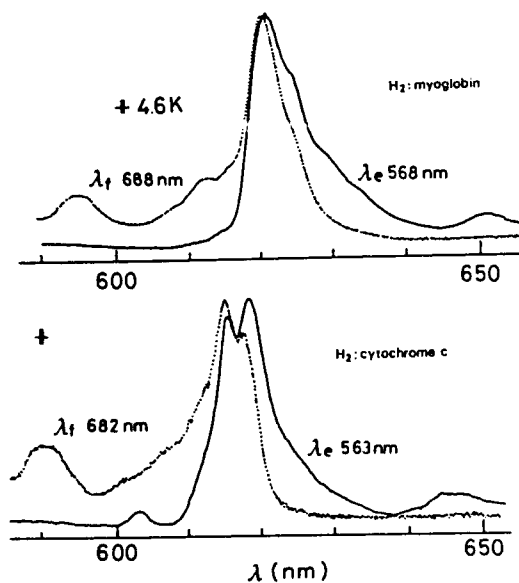 H₂: myoglobin
+ 4.6K
λf 688 nm
λe 568 nm
600
650
+
H₂: cytochrome c
λf 682 nm
λe 563 nm
600
650
λ (nm)